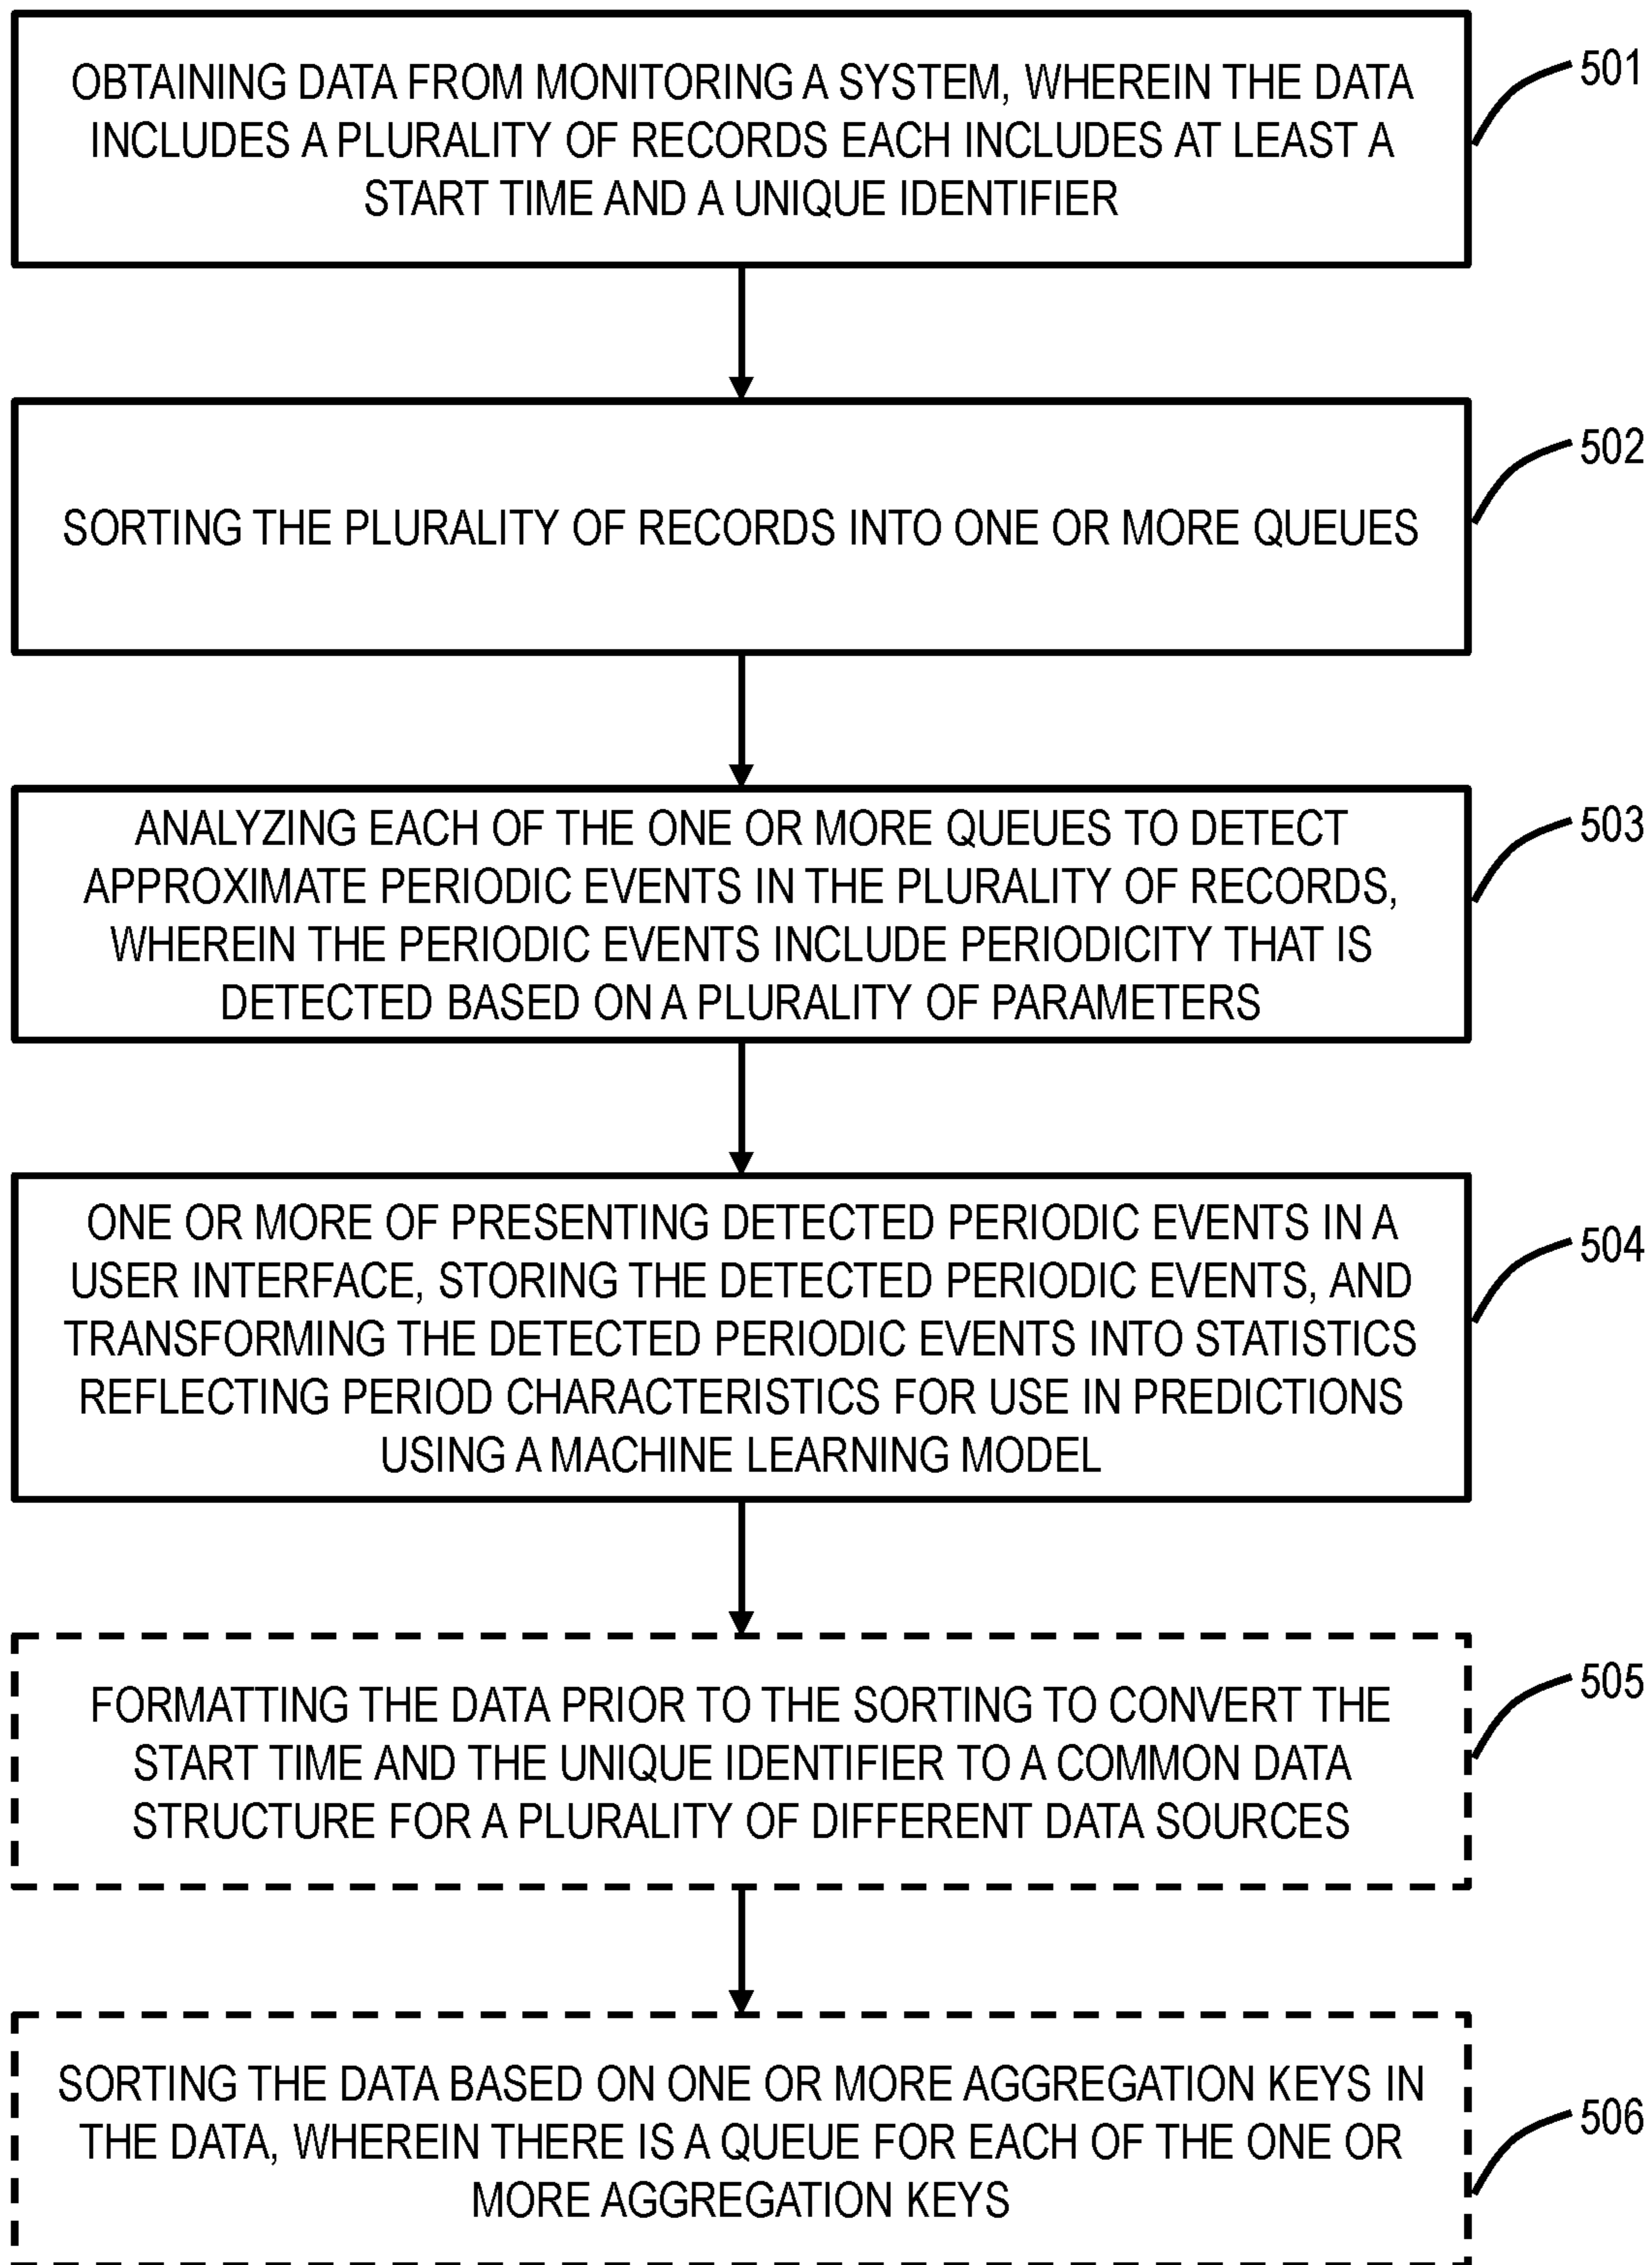 OBTAINING DATA FROM MONITORING A SYSTEM, WHEREIN THE DATA
INCLUDES A PLURALITY OF RECORDS EACH INCLUDES AT LEAST A
START TIME AND A UNIQUE IDENTIFIER
501
SORTING THE PLURALITY OF RECORDS INTO ONE OR MORE QUEUES
502
ANALYZING EACH OF THE ONE OR MORE QUEUES TO DETECT
APPROXIMATE PERIODIC EVENTS IN THE PLURALITY OF RECORDS,
WHEREIN THE PERIODIC EVENTS INCLUDE PERIODICITY THAT IS
DETECTED BASED ON A PLURALITY OF PARAMETERS
503
ONE OR MORE OF PRESENTING DETECTED PERIODIC EVENTS IN A
USER INTERFACE, STORING THE DETECTED PERIODIC EVENTS, AND
TRANSFORMING THE DETECTED PERIODIC EVENTS INTO STATISTICS
REFLECTING PERIOD CHARACTERISTICS FOR USE IN PREDICTIONS
USING A MACHINE LEARNING MODEL
504
FORMATTING THE DATA PRIOR TO THE SORTING TO CONVERT THE
START TIME AND THE UNIQUE IDENTIFIER TO A COMMON DATA
STRUCTURE FOR A PLURALITY OF DIFFERENT DATA SOURCES
505
SORTING THE DATA BASED ON ONE OR MORE AGGREGATION KEYS IN
THE DATA, WHEREIN THERE IS A QUEUE FOR EACH OF THE ONE OR
MORE AGGREGATION KEYS
506